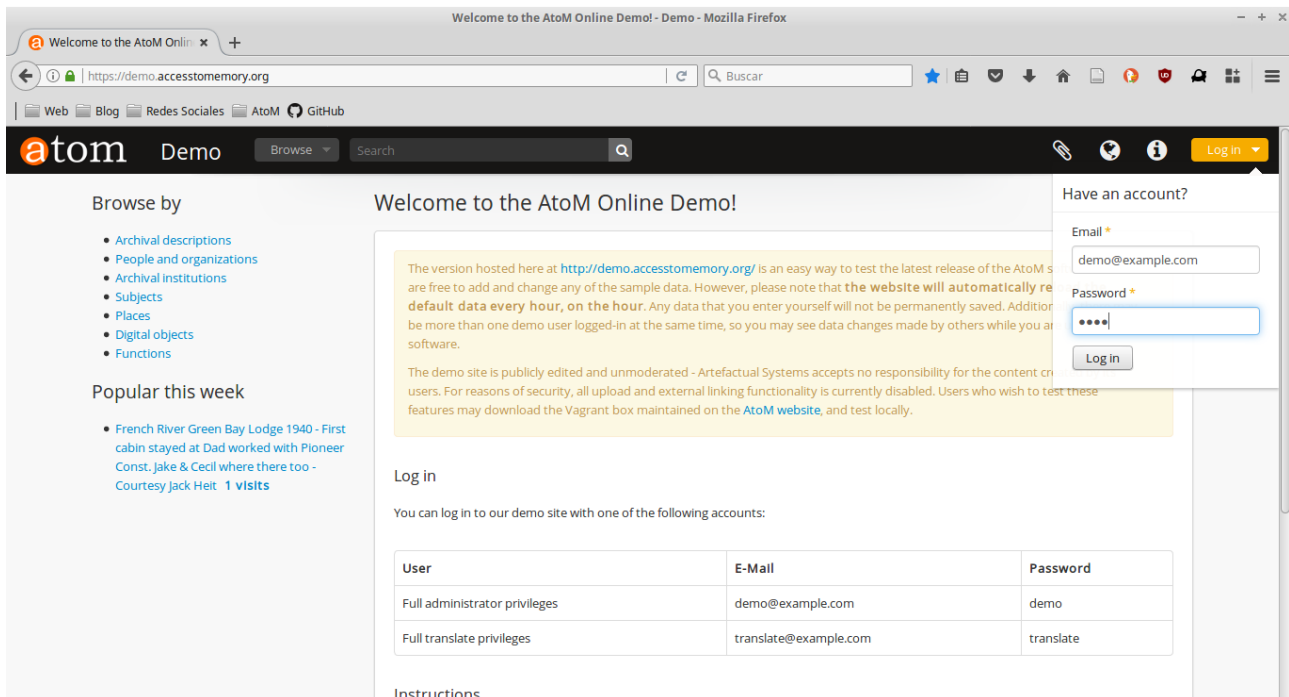 Welcome to the AtoM Online Demo! - Demo - Mozilla Firefox
Welcome to the AtoM Onlin
https://demo.accesstomemory.org
Buscar
Web Blog Redes Sociales AtoM GitHub
atom Demo Browse Search Log in
Browse by
Archival descriptions
People and organizations
Archival institutions
Subjects
Places
Digital objects
Functions
Popular this week
French River Green Bay Lodge 1940 - First
cabin stayed at Dad worked with Pioneer
Const. Jake & Cecil where there too -
Courtesy Jack Heit 1 visits
Welcome to the AtoM Online Demo!
The version hosted here at http://demo.accesstomemory.org/ is an easy way to test the latest release of the AtoM s
are free to add and change any of the sample data. However, please note that the website will automatically re
default data every hour, on the hour. Any data that you enter yourself will not be permanently saved. Addition
be more than one demo user logged-in at the same time, so you may see data changes made by others while you ar
software.
The demo site is publicly edited and unmoderated - Artefactual Systems accepts no responsibility for the content cr
users. For reasons of security, all upload and external linking functionality is currently disabled. Users who wish to test these
features may download the Vagrant box maintained on the AtoM website, and test locally.
Have an account?
Email *
demo@example.com
Password *
••••
Log in
Log in
You can log in to our demo site with one of the following accounts:
User E-Mail Password
Full administrator privileges demo@example.com demo
Full translate privileges translate@example.com translate
Instructions